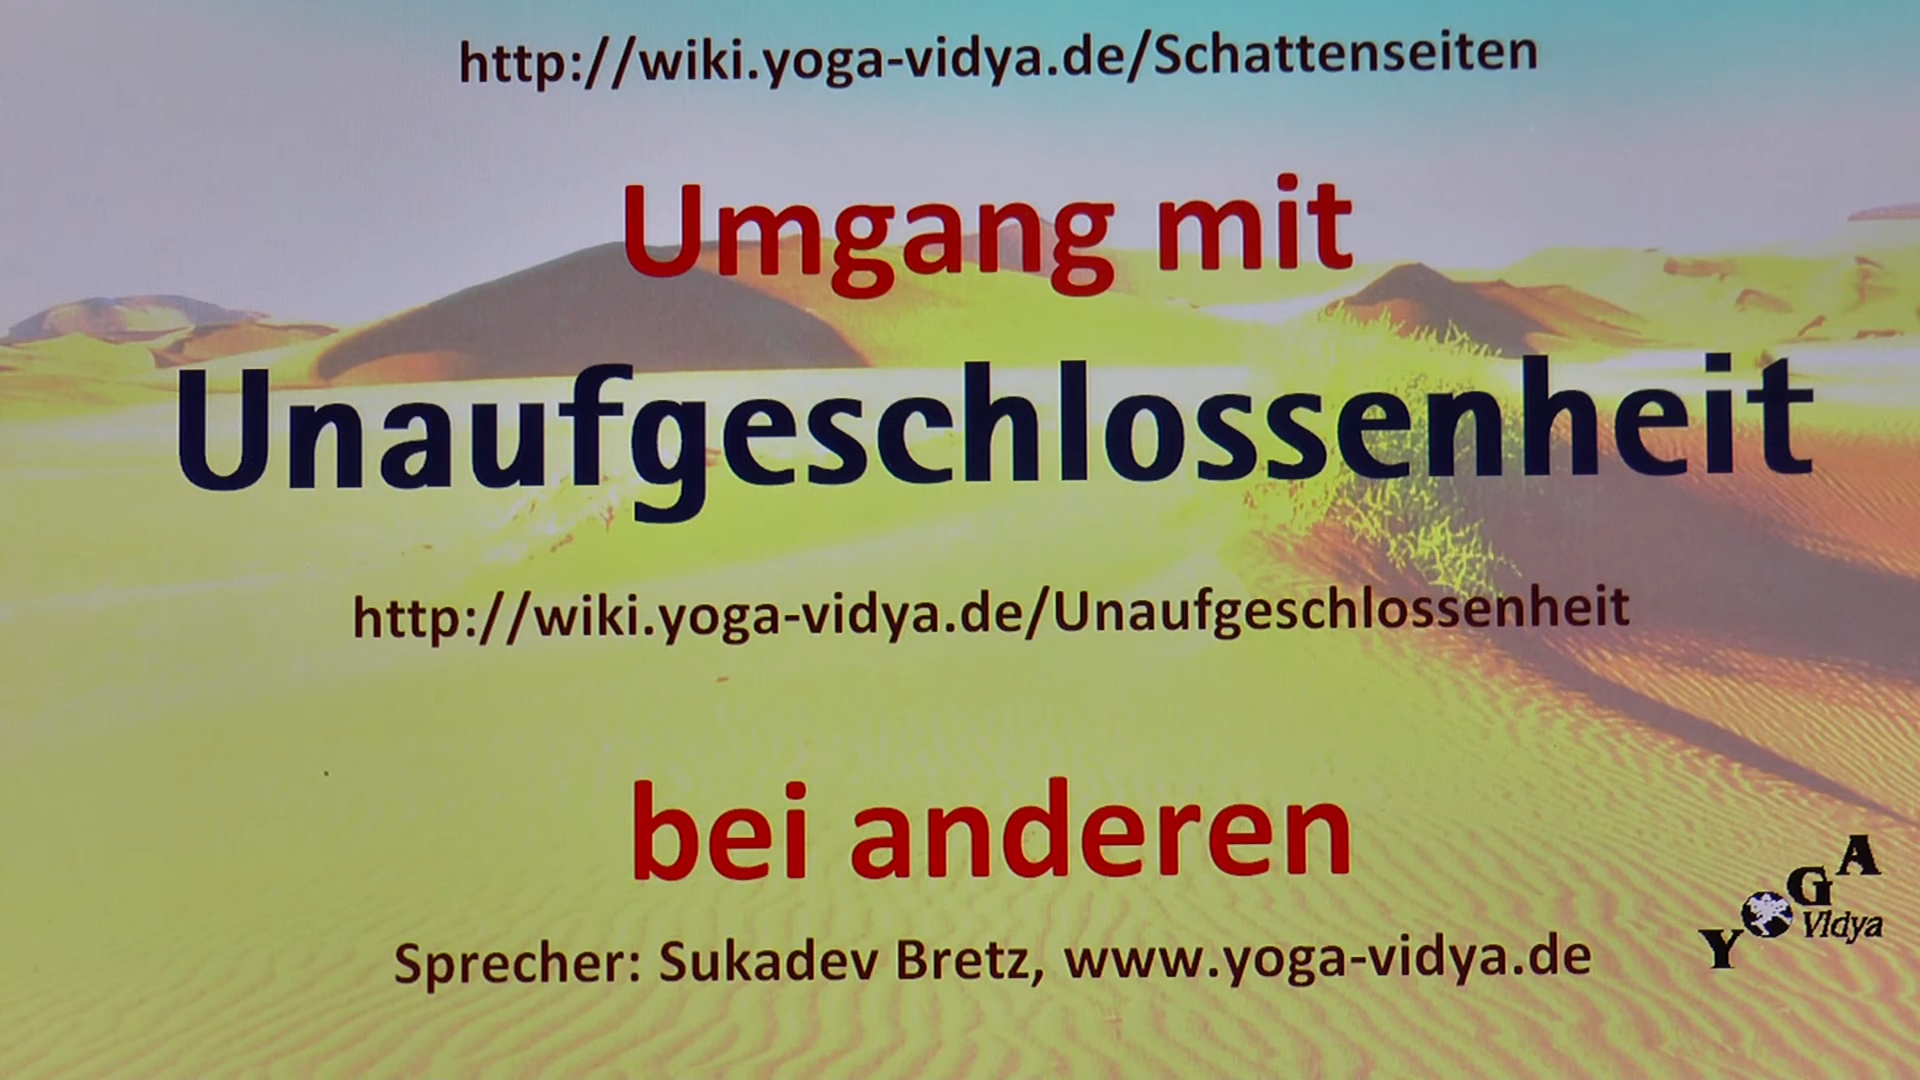 http://wiki.yoga-vidya.de/Schattenseiten
Umgang mit
Unaufgeschlossenheit
http://wiki.yoga-vidya.de/Unaufgeschlossenheit
bei anderen
Sprecher: Sukadev Bretz, www.yoga-vidya.de
YOGA
Vidya